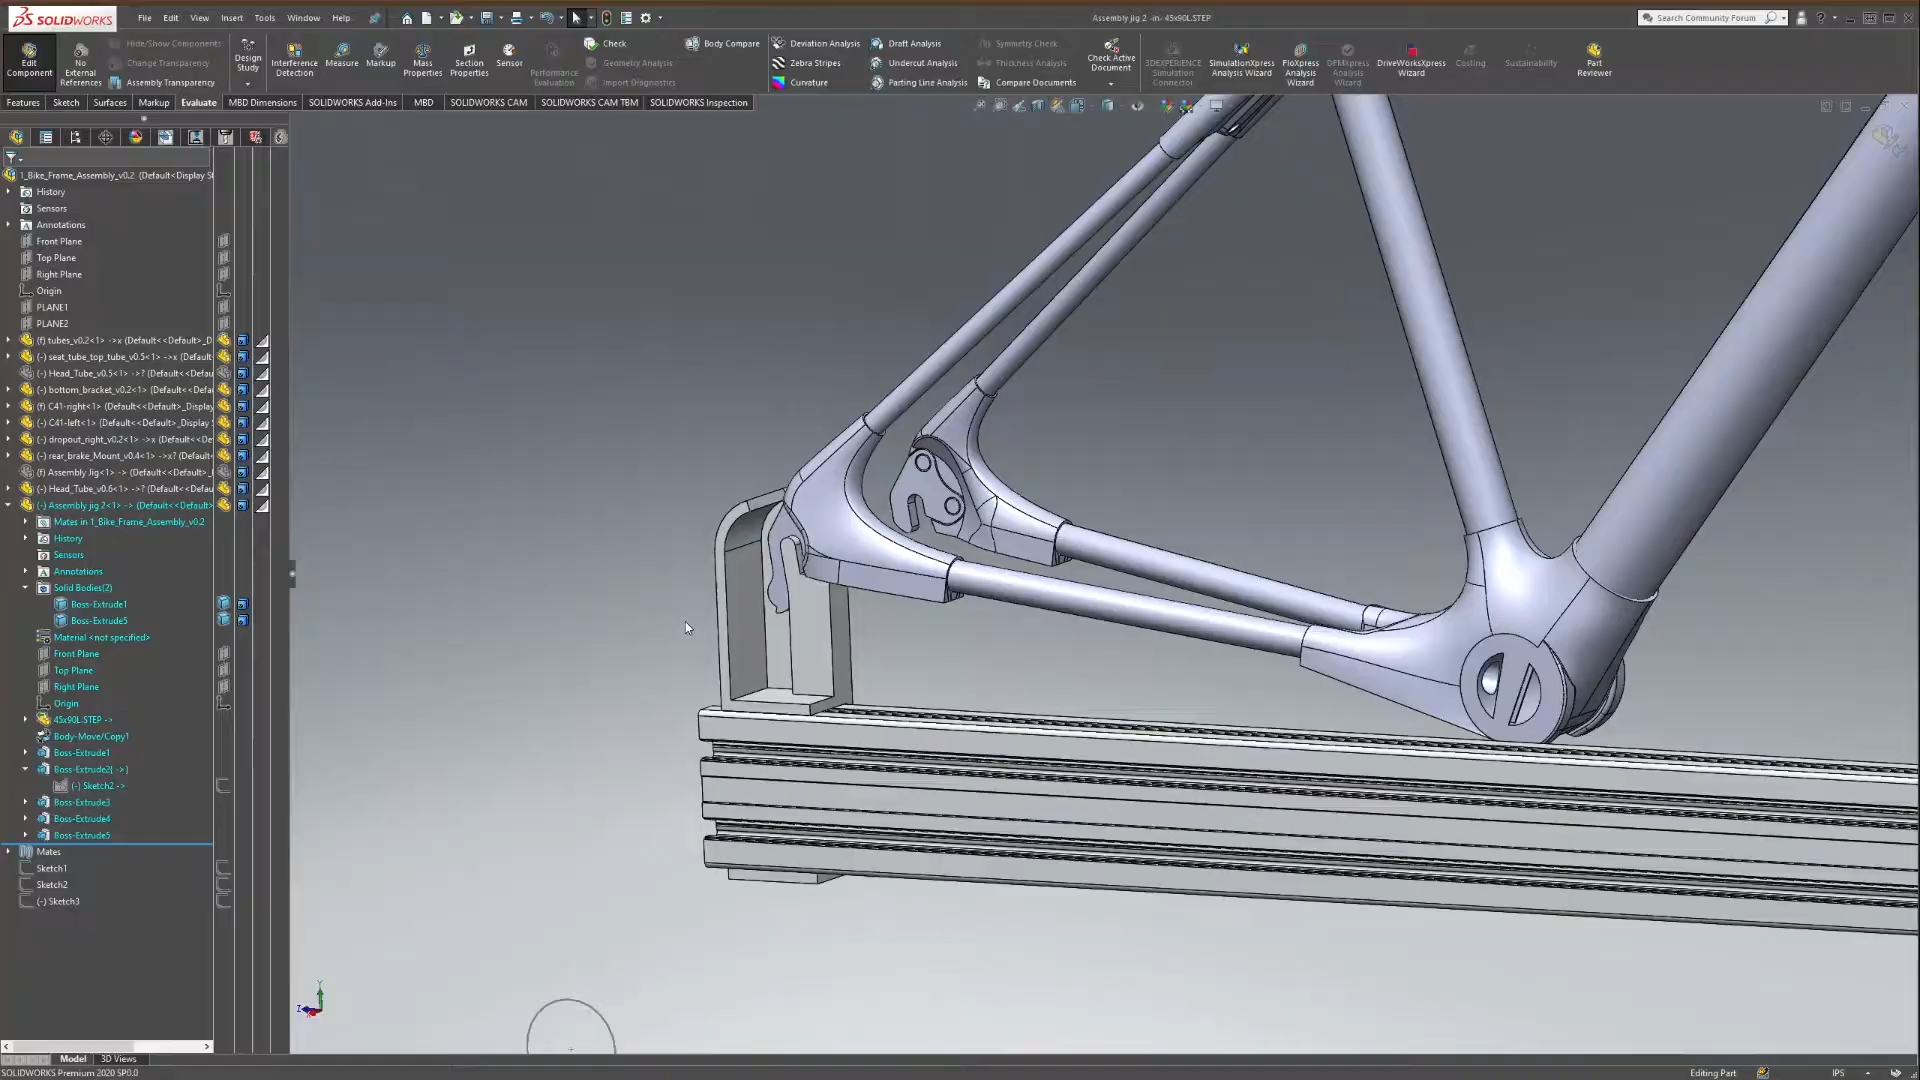 SOLIDWORKS File Edit View Insert Tools Window Help
Assembly jig 2 -in- 45x90L.STEP
Search Community Forum
Edit Component
No External References
Hide/Show Components
Change Transparency
Assembly Transparency
Design Study
Interference Detection
Measure
Markup
Mass Properties
Section Properties
Sensor
Performance Evaluation
Check
Geometry Analysis
Import Diagnostics
Body Compare
Deviation Analysis
Zebra Stripes
Curvature
Draft Analysis
Undercut Analysis
Parting Line Analysis
Symmetry Check
Thickness Analysis
Compare Documents
Check Active Document
3DEXPERIENCE Simulation Connector
SimulationXpress Analysis Wizard
FloXpress Analysis Wizard
DFMXpress Analysis Wizard
DriveWorksXpress Wizard
Costing
Sustainability
Part Reviewer
Features Sketch Surfaces Markup Evaluate MBD Dimensions SOLIDWORKS Add-Ins MBD SOLIDWORKS CAM SOLIDWORKS CAM TBM SOLIDWORKS Inspection
1_Bike_Frame_Assembly_v0.2 (Default<Display S
History
Sensors
Annotations
Front Plane
Top Plane
Right Plane
Origin
PLANE1
PLANE2
(f) tubes_v0.2<1> ->x (Default<<Default>_D
(-) seat_tube_top_tube_v0.5<1> ->x (Default
(-) Head_Tube_v0.5<1> ->? (Default<<Defau
(-) bottom_bracket_v0.2<1> (Default<<Defau
(f) C41-right<1> (Default<<Default>_Display
(-) C41-left<1> (Default<<Default>_Display
(-) dropout_right_v0.2<1> ->x (Default<<De
(-) rear_brake_Mount_v0.4<1> ->x? (Default
(f) Assembly Jig<1> -> (Default<<Default>_
(-) Head_Tube_v0.6<1> ->? (Default<<Defau
(-) Assembly jig 2<1> -> (Default<<Default>
Mates in 1_Bike_Frame_Assembly_v0.2
History
Sensors
Annotations
Solid Bodies(2)
Boss-Extrude1
Boss-Extrude5
Material <not specified>
Front Plane
Top Plane
Right Plane
Origin
45x90L.STEP ->
Body-Move/Copy1
Boss-Extrude1
Boss-Extrude2[ ->]
(-) Sketch2 ->
Boss-Extrude3
Boss-Extrude4
Boss-Extrude5
Mates
Sketch1
Sketch2
(-) Sketch3
Y
Z
Model 3D Views
SOLIDWORKS Premium 2020 SP0.0
Editing Part
IPS